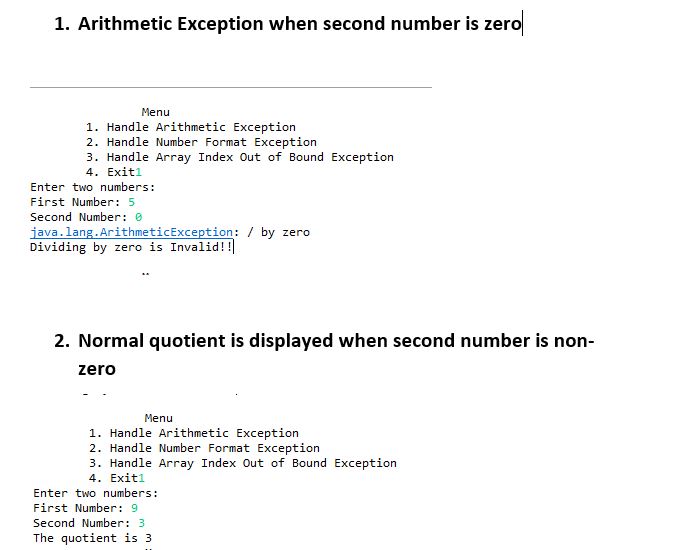 1. Arithmetic Exception when second number is zero
Menu
1. Handle Arithmetic Exception
2. Handle Number Format Exception
3. Handle Array Index Out of Bound Exception
4. Exit1
Enter two numbers:
First Number: 5
Second Number: 0
java.lang.ArithmeticException: / by zero
Dividing by zero is Invalid!!
2. Normal quotient is displayed when second number is non-
zero
Menu
1. Handle Arithmetic Exception
2. Handle Number Format Exception
3. Handle Array Index Out of Bound Exception
4. Exit1
Enter two numbers:
First Number: 9
Second Number: 3
The quotient is 3